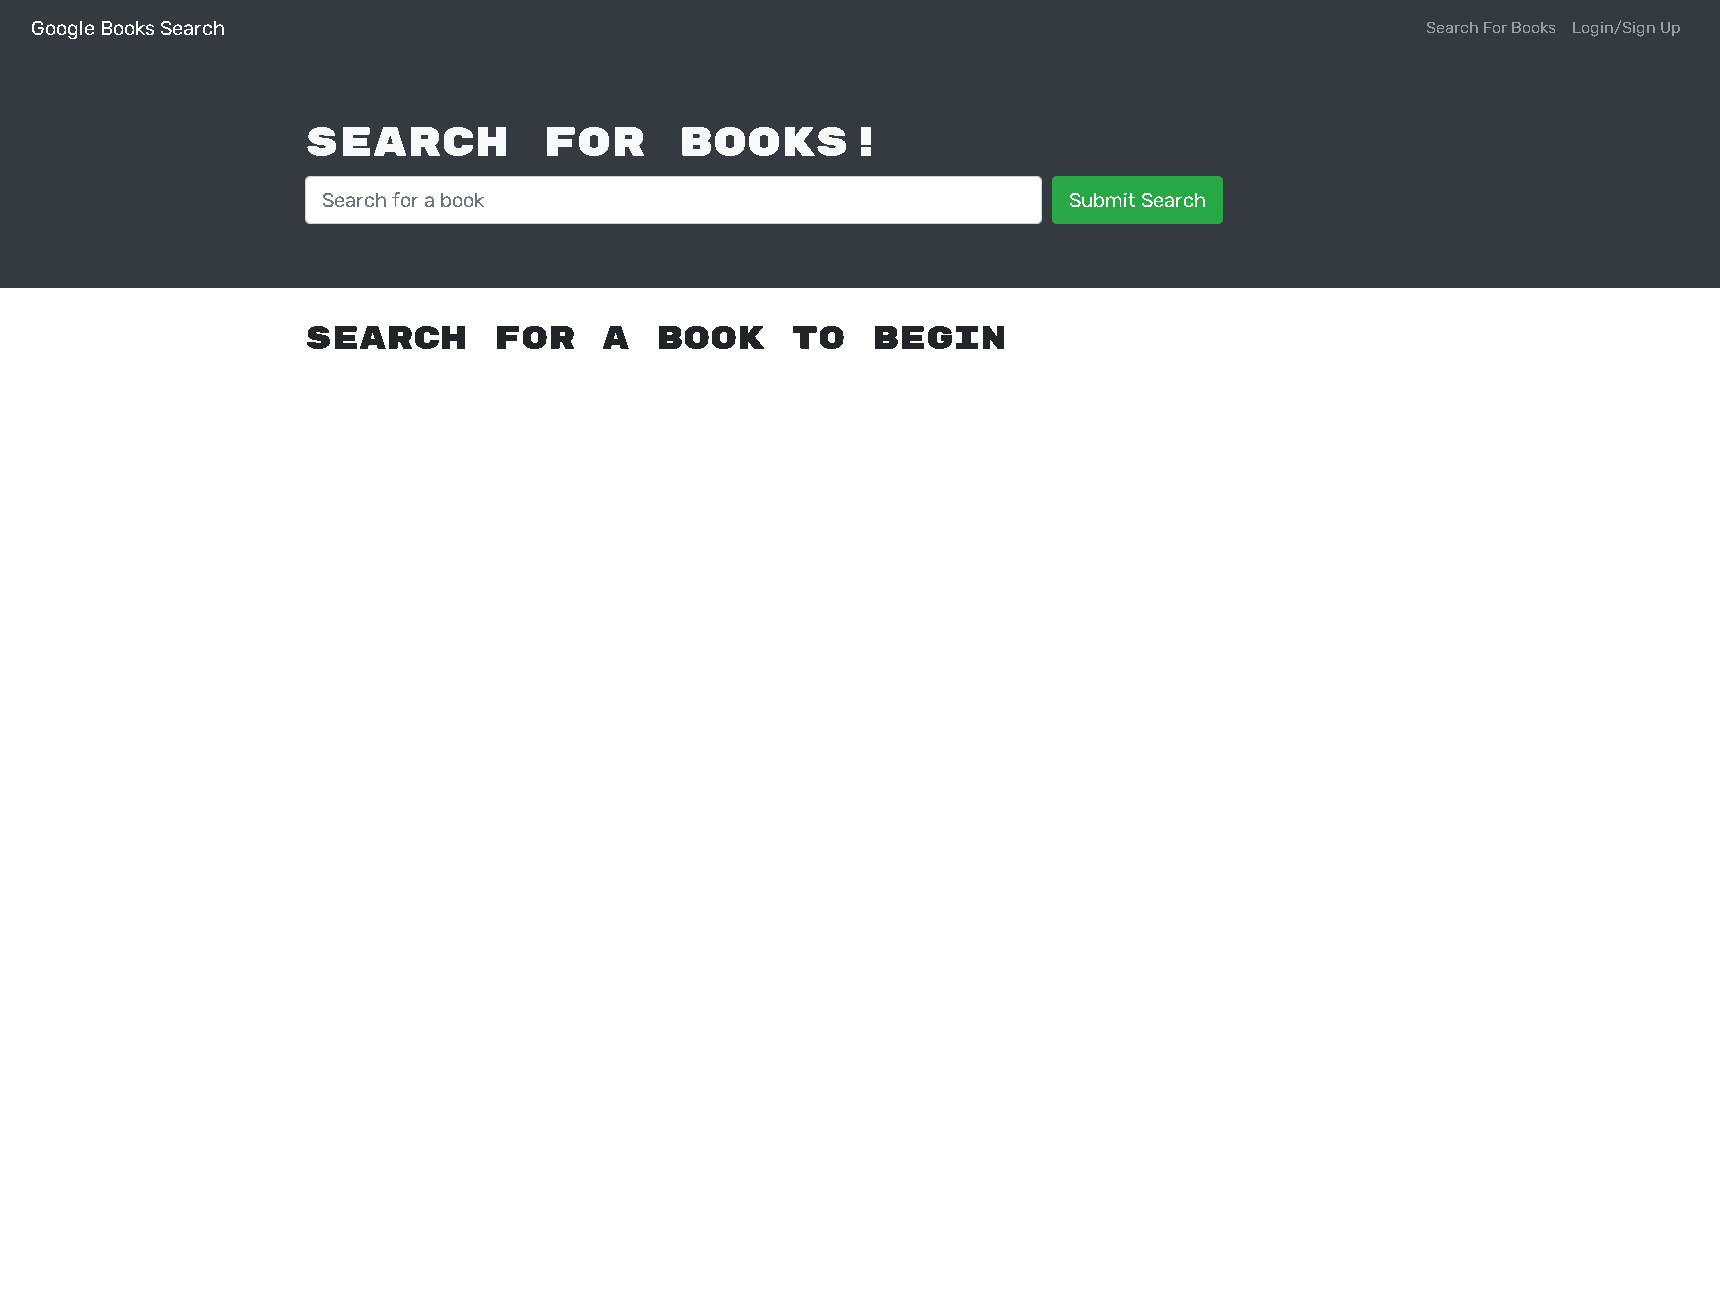 Google Books Search
Search For Books
Login/Sign Up
SEARCH FOR BOOKS!
Search for a book
Submit Search
SEARCH FOR A BOOK TO BEGIN